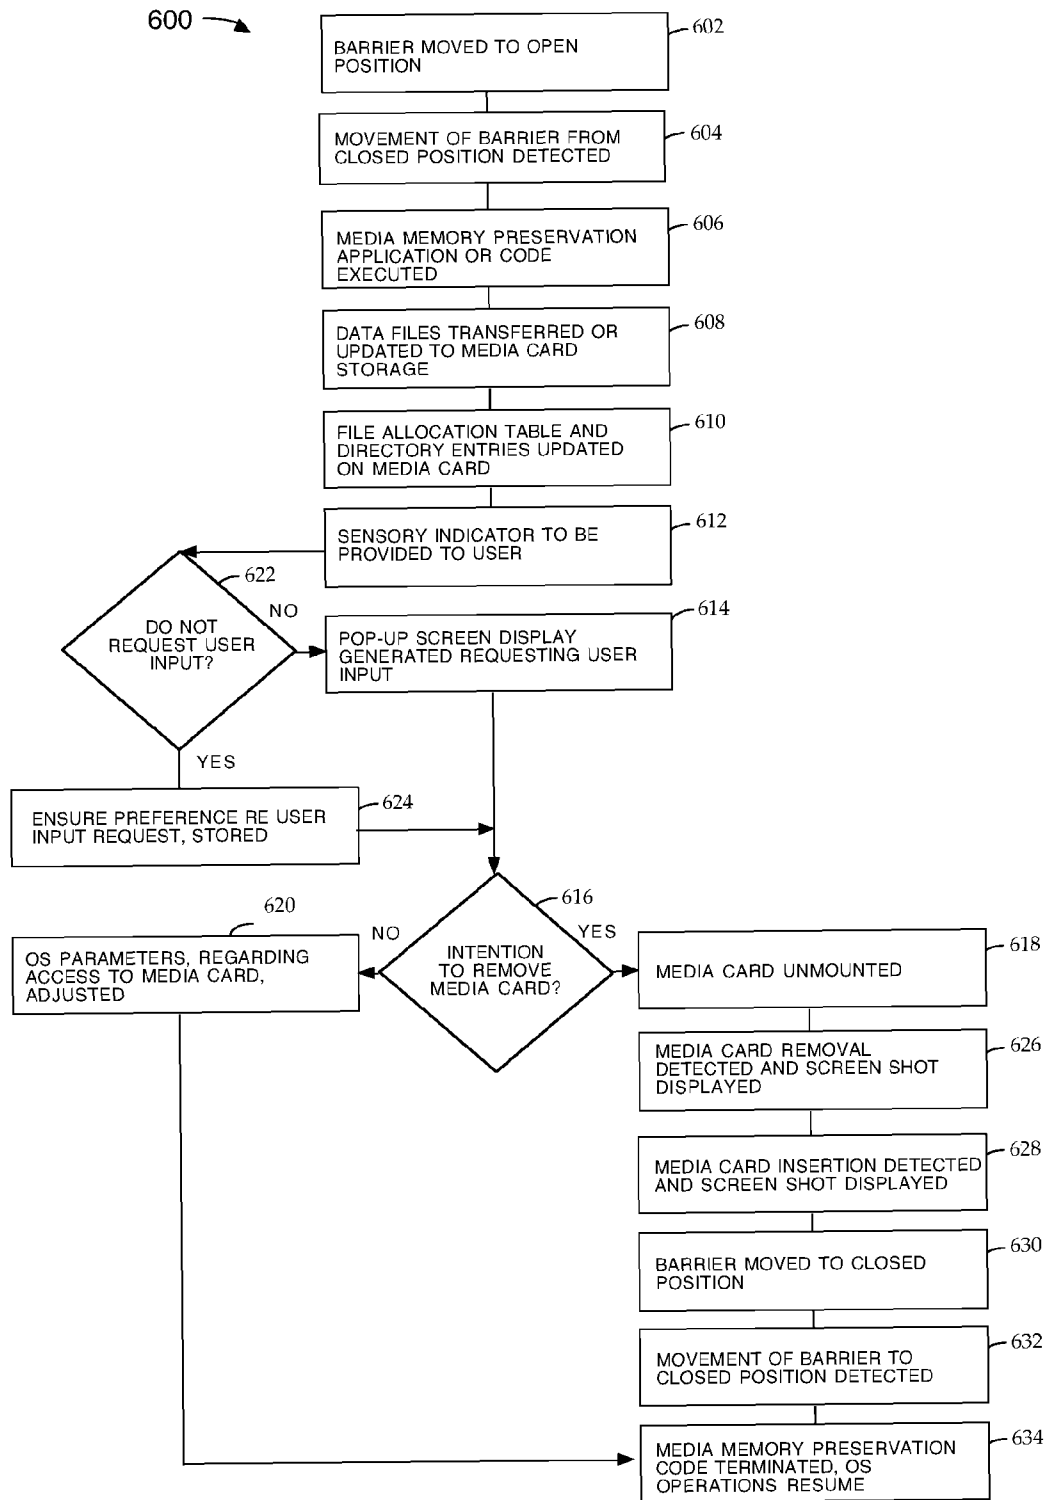 600
BARRIER MOVED TO OPEN
POSITION
602
MOVEMENT OF BARRIER FROM
CLOSED POSITION DETECTED
604
MEDIA MEMORY PRESERVATION
APPLICATION OR CODE
EXECUTED
606
DATA FILES TRANSFERRED OR
UPDATED TO MEDIA CARD
STORAGE
608
FILE ALLOCATION TABLE AND
DIRECTORY ENTRIES UPDATED
ON MEDIA CARD
610
SENSORY INDICATOR TO BE
PROVIDED TO USER
612
622
DO NOT
REQUEST USER
INPUT?
NO
POP-UP SCREEN DISPLAY
GENERATED REQUESTING USER
INPUT
614
YES
ENSURE PREFERENCE RE USER
INPUT REQUEST, STORED
624
616
INTENTION
TO REMOVE
MEDIA CARD?
NO
YES
620
OS PARAMETERS, REGARDING
ACCESS TO MEDIA CARD,
ADJUSTED
MEDIA CARD UNMOUNTED
618
MEDIA CARD REMOVAL
DETECTED AND SCREEN SHOT
DISPLAYED
626
MEDIA CARD INSERTION DETECTED
AND SCREEN SHOT DISPLAYED
628
BARRIER MOVED TO CLOSED
POSITION
630
MOVEMENT OF BARRIER TO
CLOSED POSITION DETECTED
632
MEDIA MEMORY PRESERVATION
CODE TERMINATED, OS
OPERATIONS RESUME
634